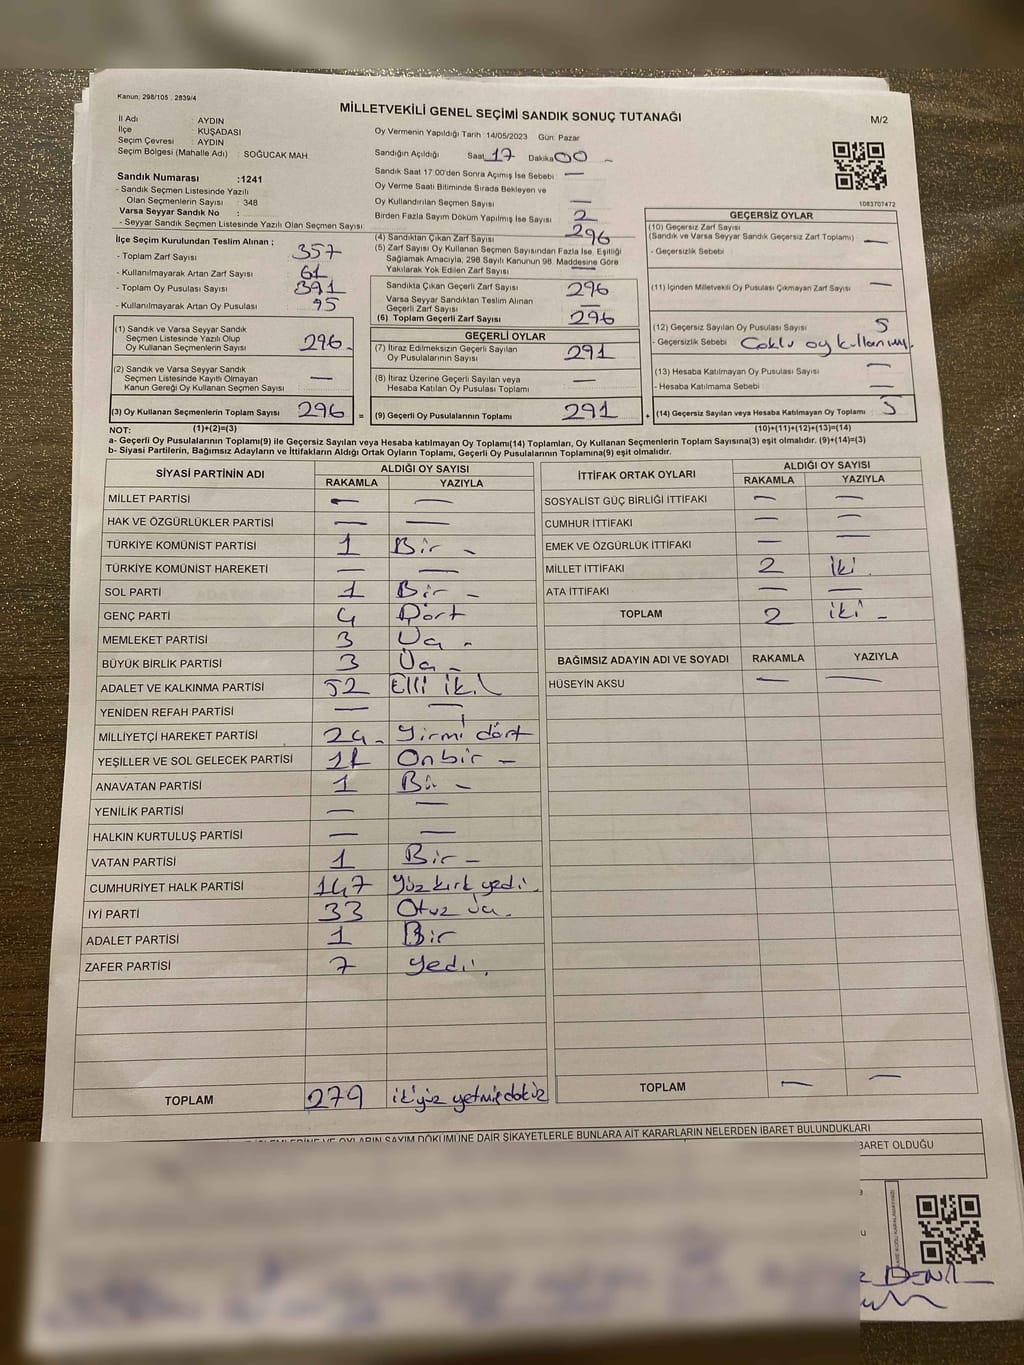 Kanun: 298/105 , 2839/4
MİLLETVEKİLİ GENEL SEÇİMİ SANDIK SONUÇ TUTANAĞI
M/2
İl Adı : AYDIN
İlçe : KUŞADASI
Seçim Çevresi : AYDIN
Seçim Bölgesi (Mahalle Adı) : SOĞUCAK MAH
Oy Vermenin Yapıldığı Tarih :14/05/2023 Gün: Pazar
Sandığın Açıldığı Saat 17 Dakika 00
Sandık Saat 17:00'den Sonra Açımış İse Sebebi —
Oy Verme Saati Bitiminde Sırada Bekleyen ve
Oy Kullandırılan Seçmen Sayısı —
Birden Fazla Sayım Döküm Yapılmış İse Sayısı 2
1083707472
Sandık Numarası :1241
- Sandık Seçmen Listesinde Yazılı
Olan Seçmenlerin Sayısı : 348
Varsa Seyyar Sandık No :
- Seyyar Sandık Seçmen Listesinde Yazılı Olan Seçmen Sayısı
İlçe Seçim Kurulundan Teslim Alınan ;
- Toplam Zarf Sayısı 357
- Kullanılmayarak Artan Zarf Sayısı 61
- Toplam Oy Pusulası Sayısı 391
- Kullanılmayarak Artan Oy Pusulası 95
(4) Sandıktan Çıkan Zarf Sayısı 296
(5) Zarf Sayısı Oy Kullanan Seçmen Sayısından Fazla İse, Eşitliği
Sağlamak Amacıyla, 298 Sayılı Kanunun 98. Maddesine Göre
Yakılarak Yok Edilen Zarf Sayısı —
Sandıkta Çıkan Geçerli Zarf Sayısı 296
Varsa Seyyar Sandıktan Teslim Alınan
Geçerli Zarf Sayısı —
(6) Toplam Geçerli Zarf Sayısı 296
GEÇERSİZ OYLAR
(10) Geçersiz Zarf Sayısı
(Sandık ve Varsa Seyyar Sandık Geçersiz Zarf Toplamı) —
- Geçersizlik Sebebi
(11) İçinden Milletvekili Oy Pusulası Çıkmayan Zarf Sayısı —
(12) Geçersiz Sayılan Oy Pusulası Sayısı 5
- Geçersizlik Sebebi Çoklu oy kullanımı.
(13) Hesaba Katılmayan Oy Pusulası Sayısı —
- Hesaba Katılmama Sebebi —
(14) Geçersiz Sayılan veya Hesaba Katılmayan Oy Toplamı 5
(1) Sandık ve Varsa Seyyar Sandık
Seçmen Listesinde Yazılı Olup
Oy Kullanan Seçmenlerin Sayısı 296
(2) Sandık ve Varsa Seyyar Sandık
Seçmen Listesinde Kayıtlı Olmayan
Kanun Gereği Oy Kullanan Seçmen Sayısı —
(3) Oy Kullanan Seçmenlerin Toplam Sayısı 296 =
GEÇERLİ OYLAR
(7) İtiraz Edilmeksizin Geçerli Sayılan
Oy Pusulalarının Sayısı 291
(8) İtiraz Üzerine Geçerli Sayılan veya
Hesaba Katılan Oy Pusulası Toplamı —
(9) Geçerli Oy Pusulalarının Toplamı 291 +
NOT: (1)+(2)=(3) (10)+(11)+(12)+(13)=(14)
a- Geçerli Oy Pusulalarının Toplamı(9) ile Geçersiz Sayılan veya Hesaba katılmayan Oy Toplamı(14) Toplamları, Oy Kullanan Seçmenlerin Toplam Sayısına(3) eşit olmalıdır. (9)+(14)=(3)
b- Siyasi Partilerin, Bağımsız Adayların ve İttifakların Aldığı Ortak Oyların Toplamı, Geçerli Oy Pusulalarının Toplamına(9) eşit olmalıdır.
SİYASİ PARTİNİN ADI ALDIĞI OY SAYISI
RAKAMLA YAZIYLA
MİLLET PARTİSİ — —
HAK VE ÖZGÜRLÜKLER PARTİSİ — —
TÜRKİYE KOMÜNİST PARTİSİ 1 Bir
TÜRKİYE KOMÜNİST HAREKETİ — —
SOL PARTİ 1 Bir
GENÇ PARTİ 4 Dört
MEMLEKET PARTİSİ 3 Üç
BÜYÜK BİRLİK PARTİSİ 3 Üç
ADALET VE KALKINMA PARTİSİ 52 Elli iki
YENİDEN REFAH PARTİSİ — —
MİLLİYETÇİ HAREKET PARTİSİ 24 Yirmi dört
YEŞİLLER VE SOL GELECEK PARTİSİ 11 Onbir
ANAVATAN PARTİSİ 1 Bir
YENİLİK PARTİSİ — —
HALKIN KURTULUŞ PARTİSİ — —
VATAN PARTİSİ 1 Bir
CUMHURİYET HALK PARTİSİ 147 Yüz kırk yedi
İYİ PARTİ 33 Otuz üç
ADALET PARTİSİ 1 Bir
ZAFER PARTİSİ 7 Yedi
TOPLAM 279 ikiyüz yetmiş dokuz
İTTİFAK ORTAK OYLARI ALDIĞI OY SAYISI
RAKAMLA YAZIYLA
SOSYALİST GÜÇ BİRLİĞİ İTTİFAKI — —
CUMHUR İTTİFAKI — —
EMEK VE ÖZGÜRLÜK İTTİFAKI — —
MİLLET İTTİFAKI 2 iki
ATA İTTİFAKI — —
TOPLAM 2 iki
BAĞIMSIZ ADAYIN ADI VE SOYADI RAKAMLA YAZIYLA
HÜSEYİN AKSU — —
TOPLAM — —
OYLARIN SAYIM DÖKÜMÜNE DAİR ŞİKAYETLERLE BUNLARA AİT KARARLARIN NELERDEN İBARET BULUNDUKLARI
BARET OLDUĞU